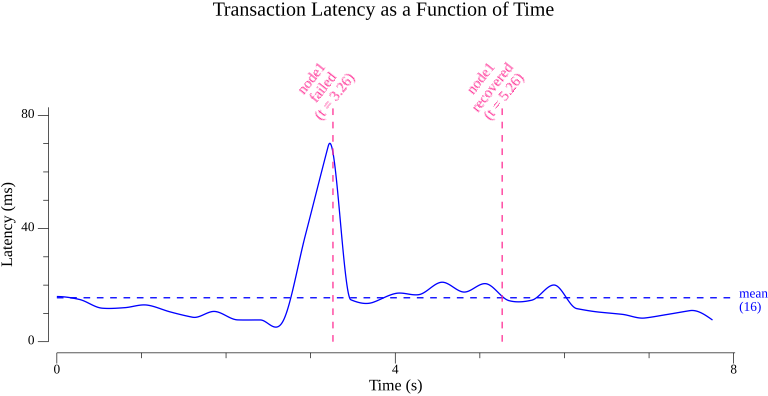 Transaction Latency as a Function of Time
node1
failed
(t = 3.26)
node1
recovered
(t = 5.26)
80
40
0
Latency (ms)
mean
(16)
0
4
8
Time (s)